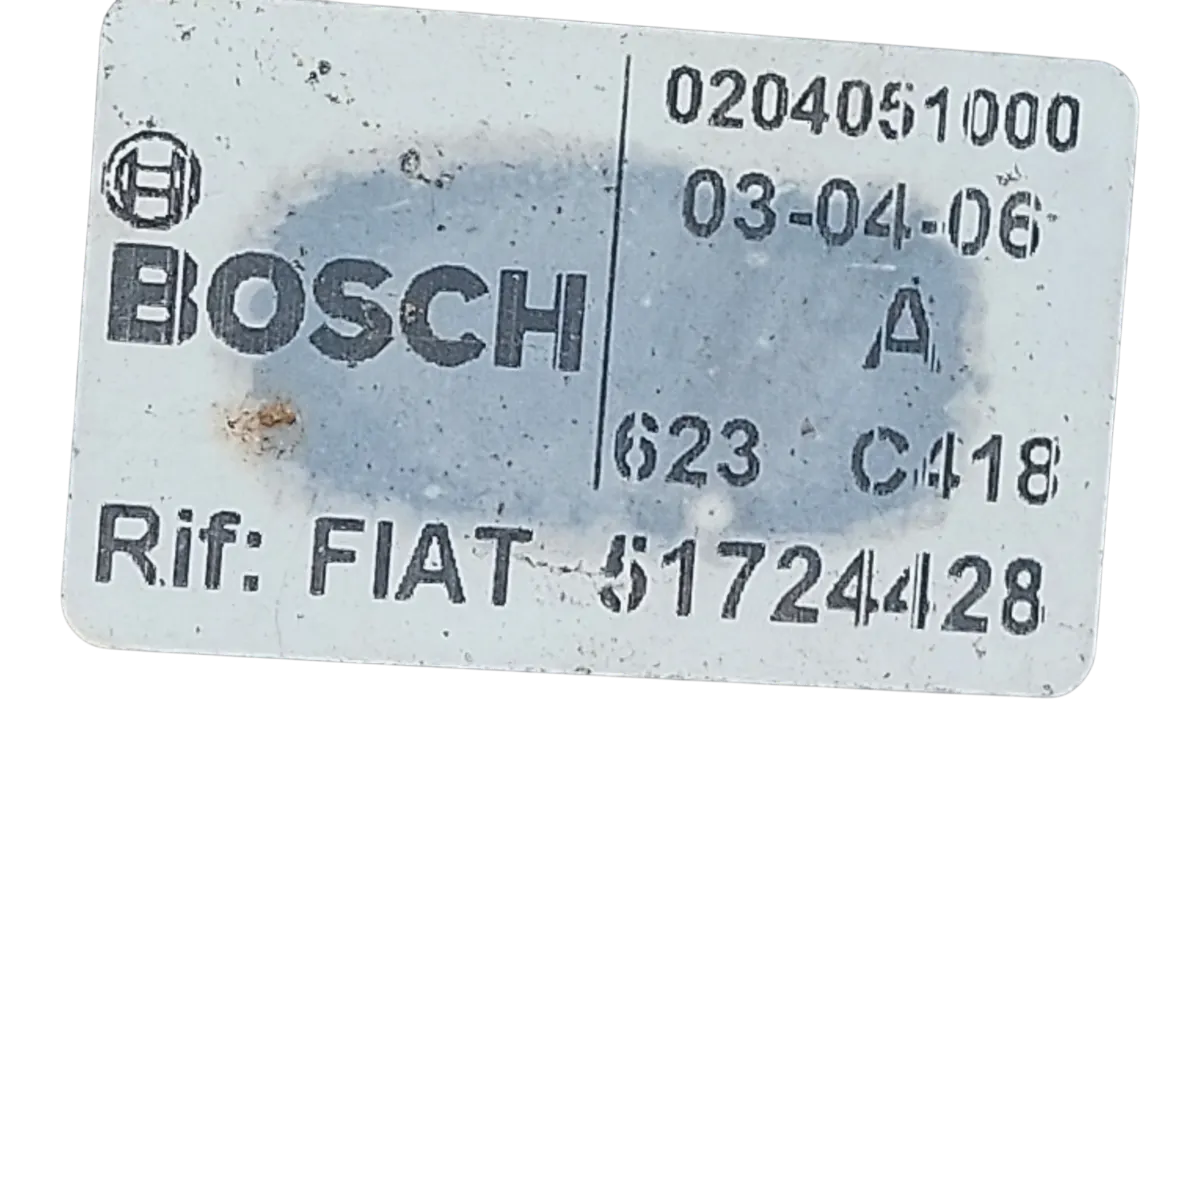 0204051000
03-04-06
BOSCH
A
623 C418
Rif: FIAT 51724428